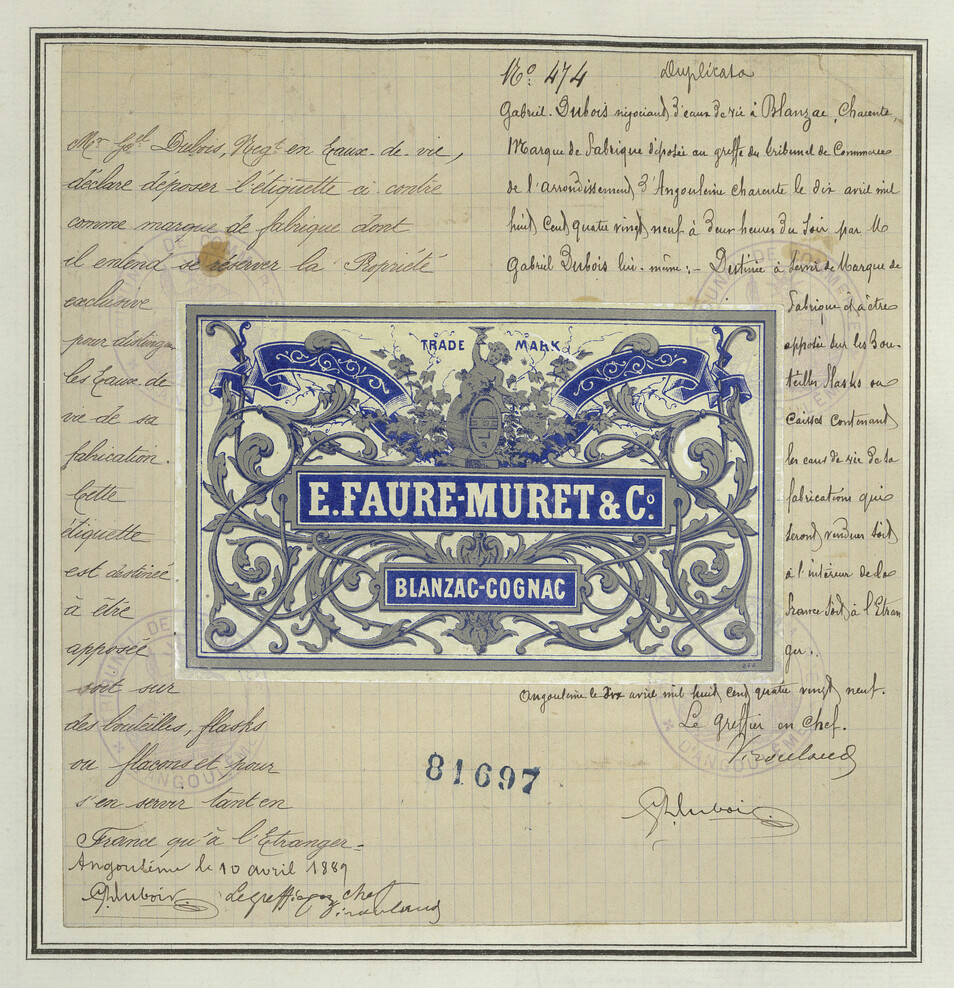 No. 474 Duplicata
Gabriel Dubois négociant d'eaux de vie à Blanzac, Charente
Marque de fabrique déposée au greffe du tribunal de Commerce
de l'arrondissement d'Angoulême charente le dix avril mil
huit cent quatre vingt neuf à deux heures du soir par M
Gabriel Dubois lui-même :- Destinée à servir de Marque de
fabrique et à être
apposée sur les Bou-
teilles flasks ou
caisses contenant
les eaux de vie de sa
fabrication qui
seront vendues soit
à l'intérieur de la
france soit à l'Etran
ger.
Angoulême le dix avril mil huit cent quatre vingt neuf.
Le Greffier en chef.
GDubois
Mr Gel Dubois, Negt en Eaux-de-vie,
déclare déposer l'étiquette ci contre
comme marque de fabrique dont
il entend se réserver la Propriété
exclusive
pour distinguer
les Eaux de
vie de sa
fabrication.
Cette
étiquette
est destinée
à être
apposée
soit sur
des bouteilles, flasks
ou flacons et pour
s'en servir tant en
France qu'à l'Etranger=
Angoulême le 10 avril 1889
GDubois Le greffier en chef
TRADE MARK
E. FAURE-MURET & Co.
BLANZAC-COGNAC
81697
TRIBUNAL DE COMMERCE
D'ANGOULÊME